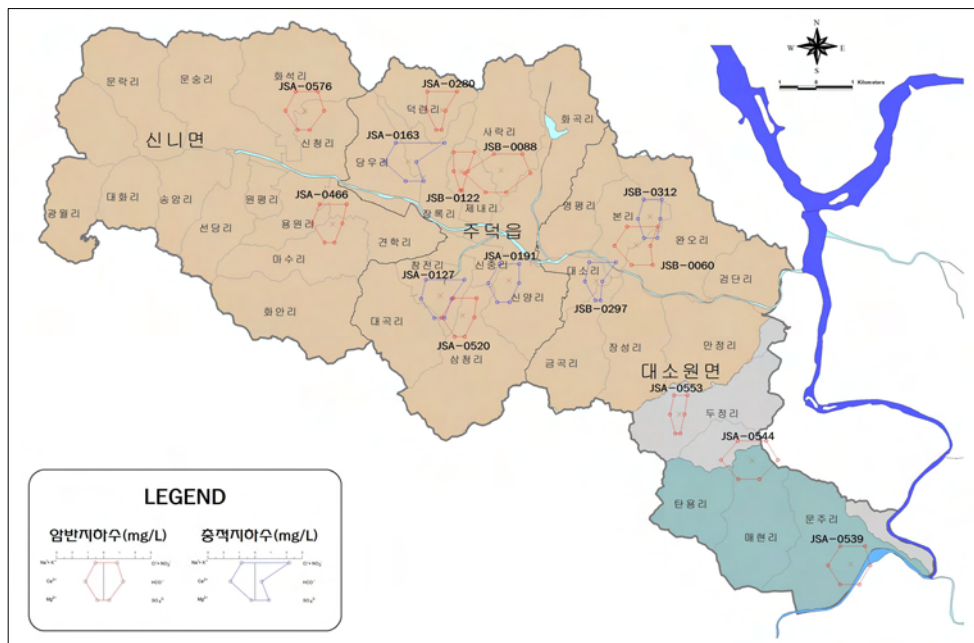 N
W E
S
1 0 1 Kilometers
문락리
문숭리
화석리
JSA-0576
신청리
신니면
JSA-0280
덕련리
JSA-0163
당우리
사락리
JSB-0088
화곡리
JSB-0122
제내리
장록리
주덕읍
JSA-0466
용원리
원평리
송암리
대화리
광월리
선당리
마수리
견학리
화안리
JSB-0312
영평리
본리
완오리
JSB-0060
검단리
JSA-0191
신중리
창전리
JSA-0127
신양리
대소리
JSB-0297
대곡리
JSA-0520
삼청리
금곡리
장성리
만정리
대소원면
JSA-0553
두정리
JSA-0544
탄용리
매현리
문주리
JSA-0539
LEGEND
암반지하수(mg/L) 충적지하수(mg/L)